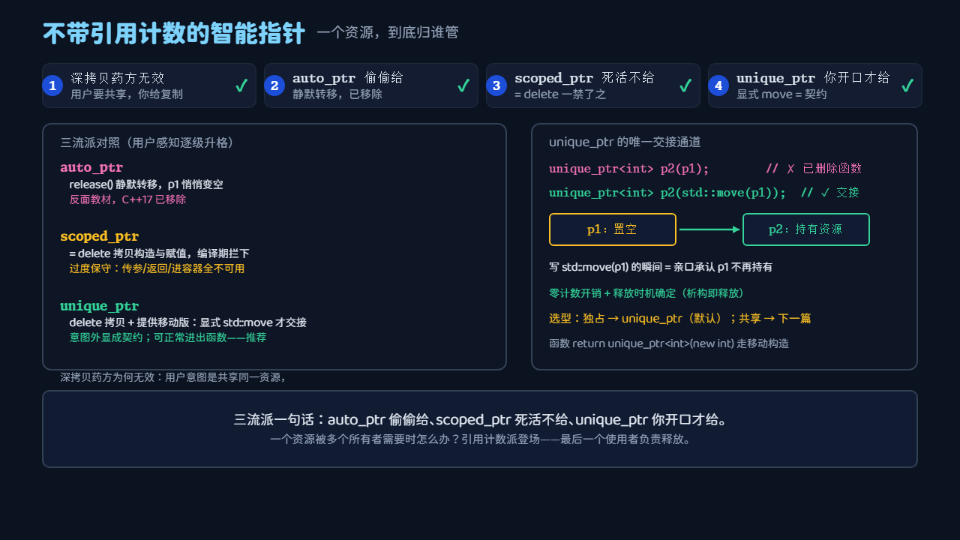 不带引用计数的智能指针 一个资源，到底归谁管
1 深拷贝药方无效 ✓
用户要共享，你给复制
2 auto_ptr 偷偷给 ✓
静默转移，已移除
3 scoped_ptr 死活不给 ✓
= delete 一禁了之
4 unique_ptr 你开口才给 ✓
显式 move = 契约
三流派对照（用户感知逐级升格）
auto_ptr
release() 静默转移，p1 悄悄变空
反面教材，C++17 已移除
scoped_ptr
= delete 拷贝构造与赋值，编译期拦下
过度保守：传参/返回/进容器全不可用
unique_ptr
delete 拷贝 + 提供移动版：显式 std::move 才交接
意图外显成契约；可正常进出函数——推荐
深拷贝药方为何无效：用户意图是共享同一资源，
unique_ptr 的唯一交接通道
unique_ptr<int> p2(p1); // ✗ 已删除函数
unique_ptr<int> p2(std::move(p1)); // ✓ 交接
p1：置空 → p2：持有资源
写 std::move(p1) 的瞬间 = 亲口承认 p1 不再持有
零计数开销 + 释放时机确定（析构即释放）
选型：独占 → unique_ptr（默认）；共享 → 下一篇
函数 return unique_ptr<int>(new int) 走移动构造
三流派一句话：auto_ptr 偷偷给、scoped_ptr 死活不给、unique_ptr 你开口才给。
一个资源被多个所有者需要时怎么办？引用计数派登场——最后一个使用者负责释放。